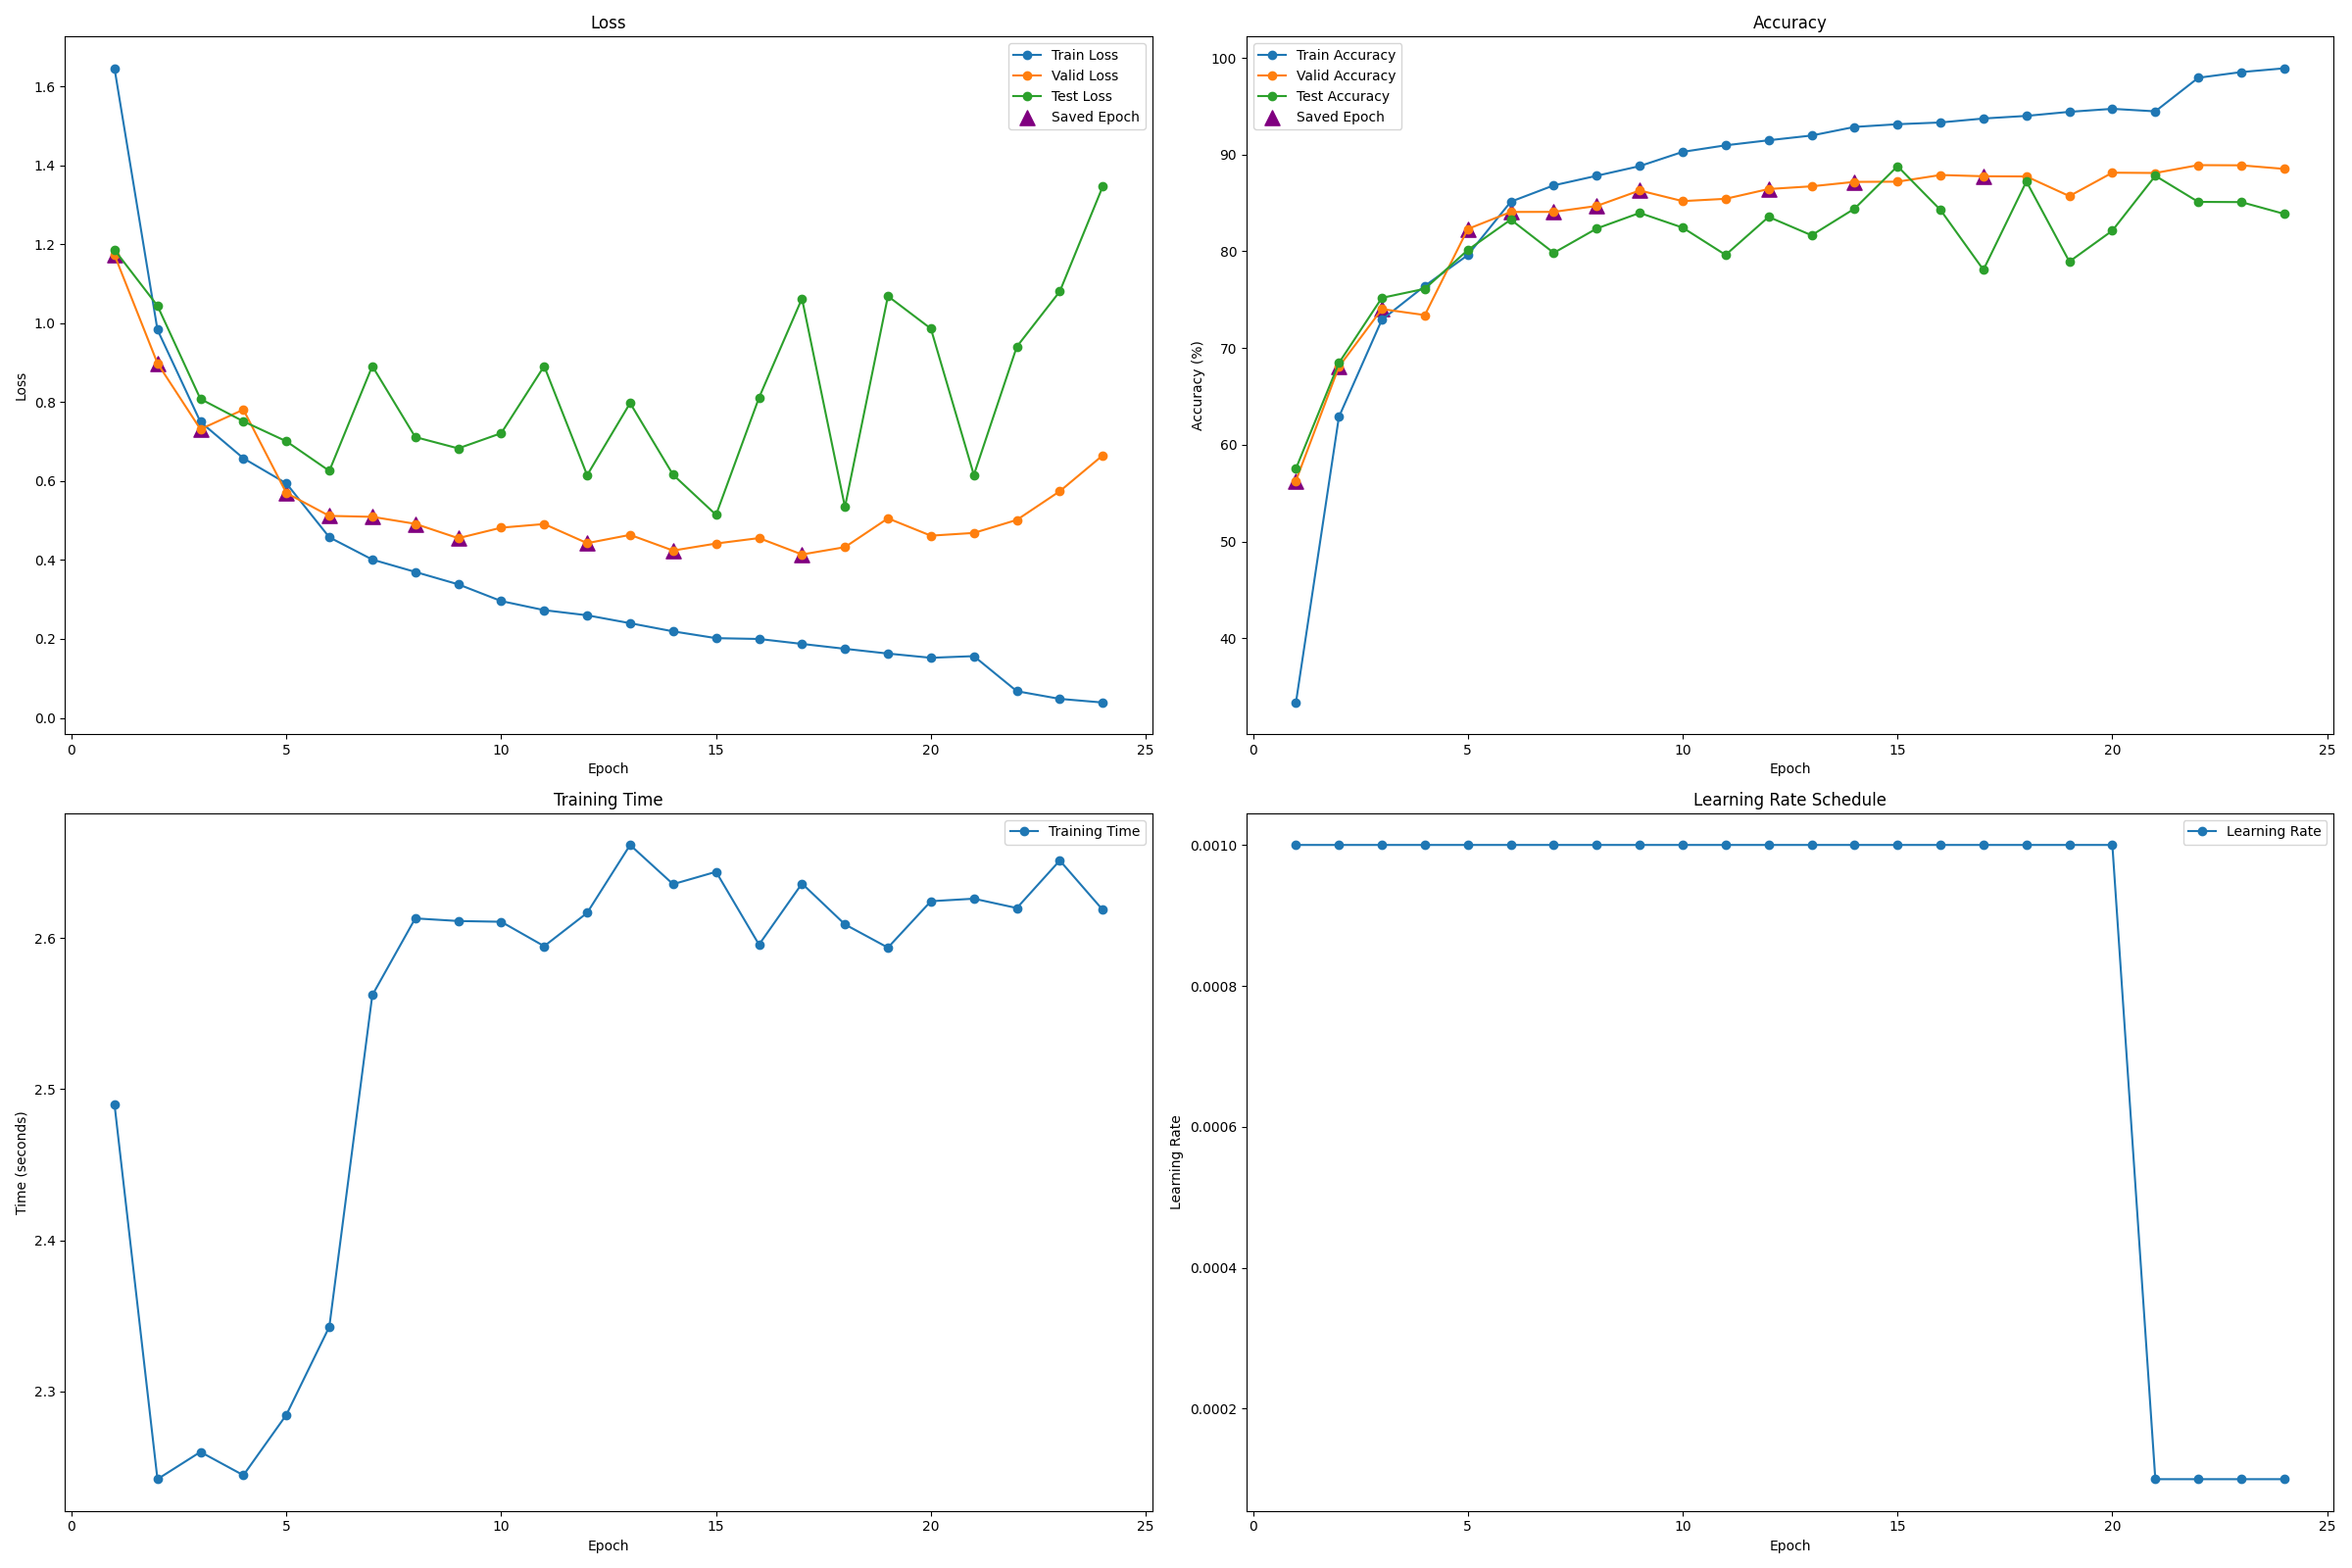 Loss
Train Loss
Valid Loss
Test Loss
Saved Epoch
1.6
1.4
1.2
1.0
0.8
0.6
0.4
0.2
0.0
Loss
0 5 10 15 20 25
Epoch
Accuracy
Train Accuracy
Valid Accuracy
Test Accuracy
Saved Epoch
100
90
80
70
60
50
40
Accuracy (%)
0 5 10 15 20 25
Epoch
Training Time
Training Time
2.6
2.5
2.4
2.3
Time (seconds)
0 5 10 15 20 25
Epoch
Learning Rate Schedule
Learning Rate
0.0010
0.0008
0.0006
0.0004
0.0002
Learning Rate
0 5 10 15 20 25
Epoch